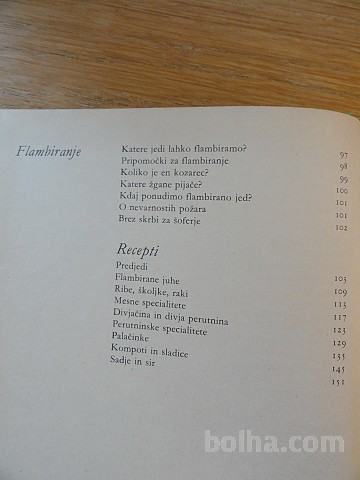 Flambiranje
Katere jedi lahko flambiramo? 97
Pripomočki za flambiranje 98
Koliko je en kozarec? 99
Katere žgane pijače? 100
Kdaj ponudimo flambirano jed? 101
O nevarnostih požara 101
Brez skrbi za šoferje 102
Recepti
Predjedi 103
Flambirane juhe 109
Ribe, školjke, raki 113
Mesne specialitete 117
Divjačina in divja perutnina 123
Perutninske specialitete 129
Palačinke 135
Kompoti in sladice 145
Sadje in sir 151
bolha.com